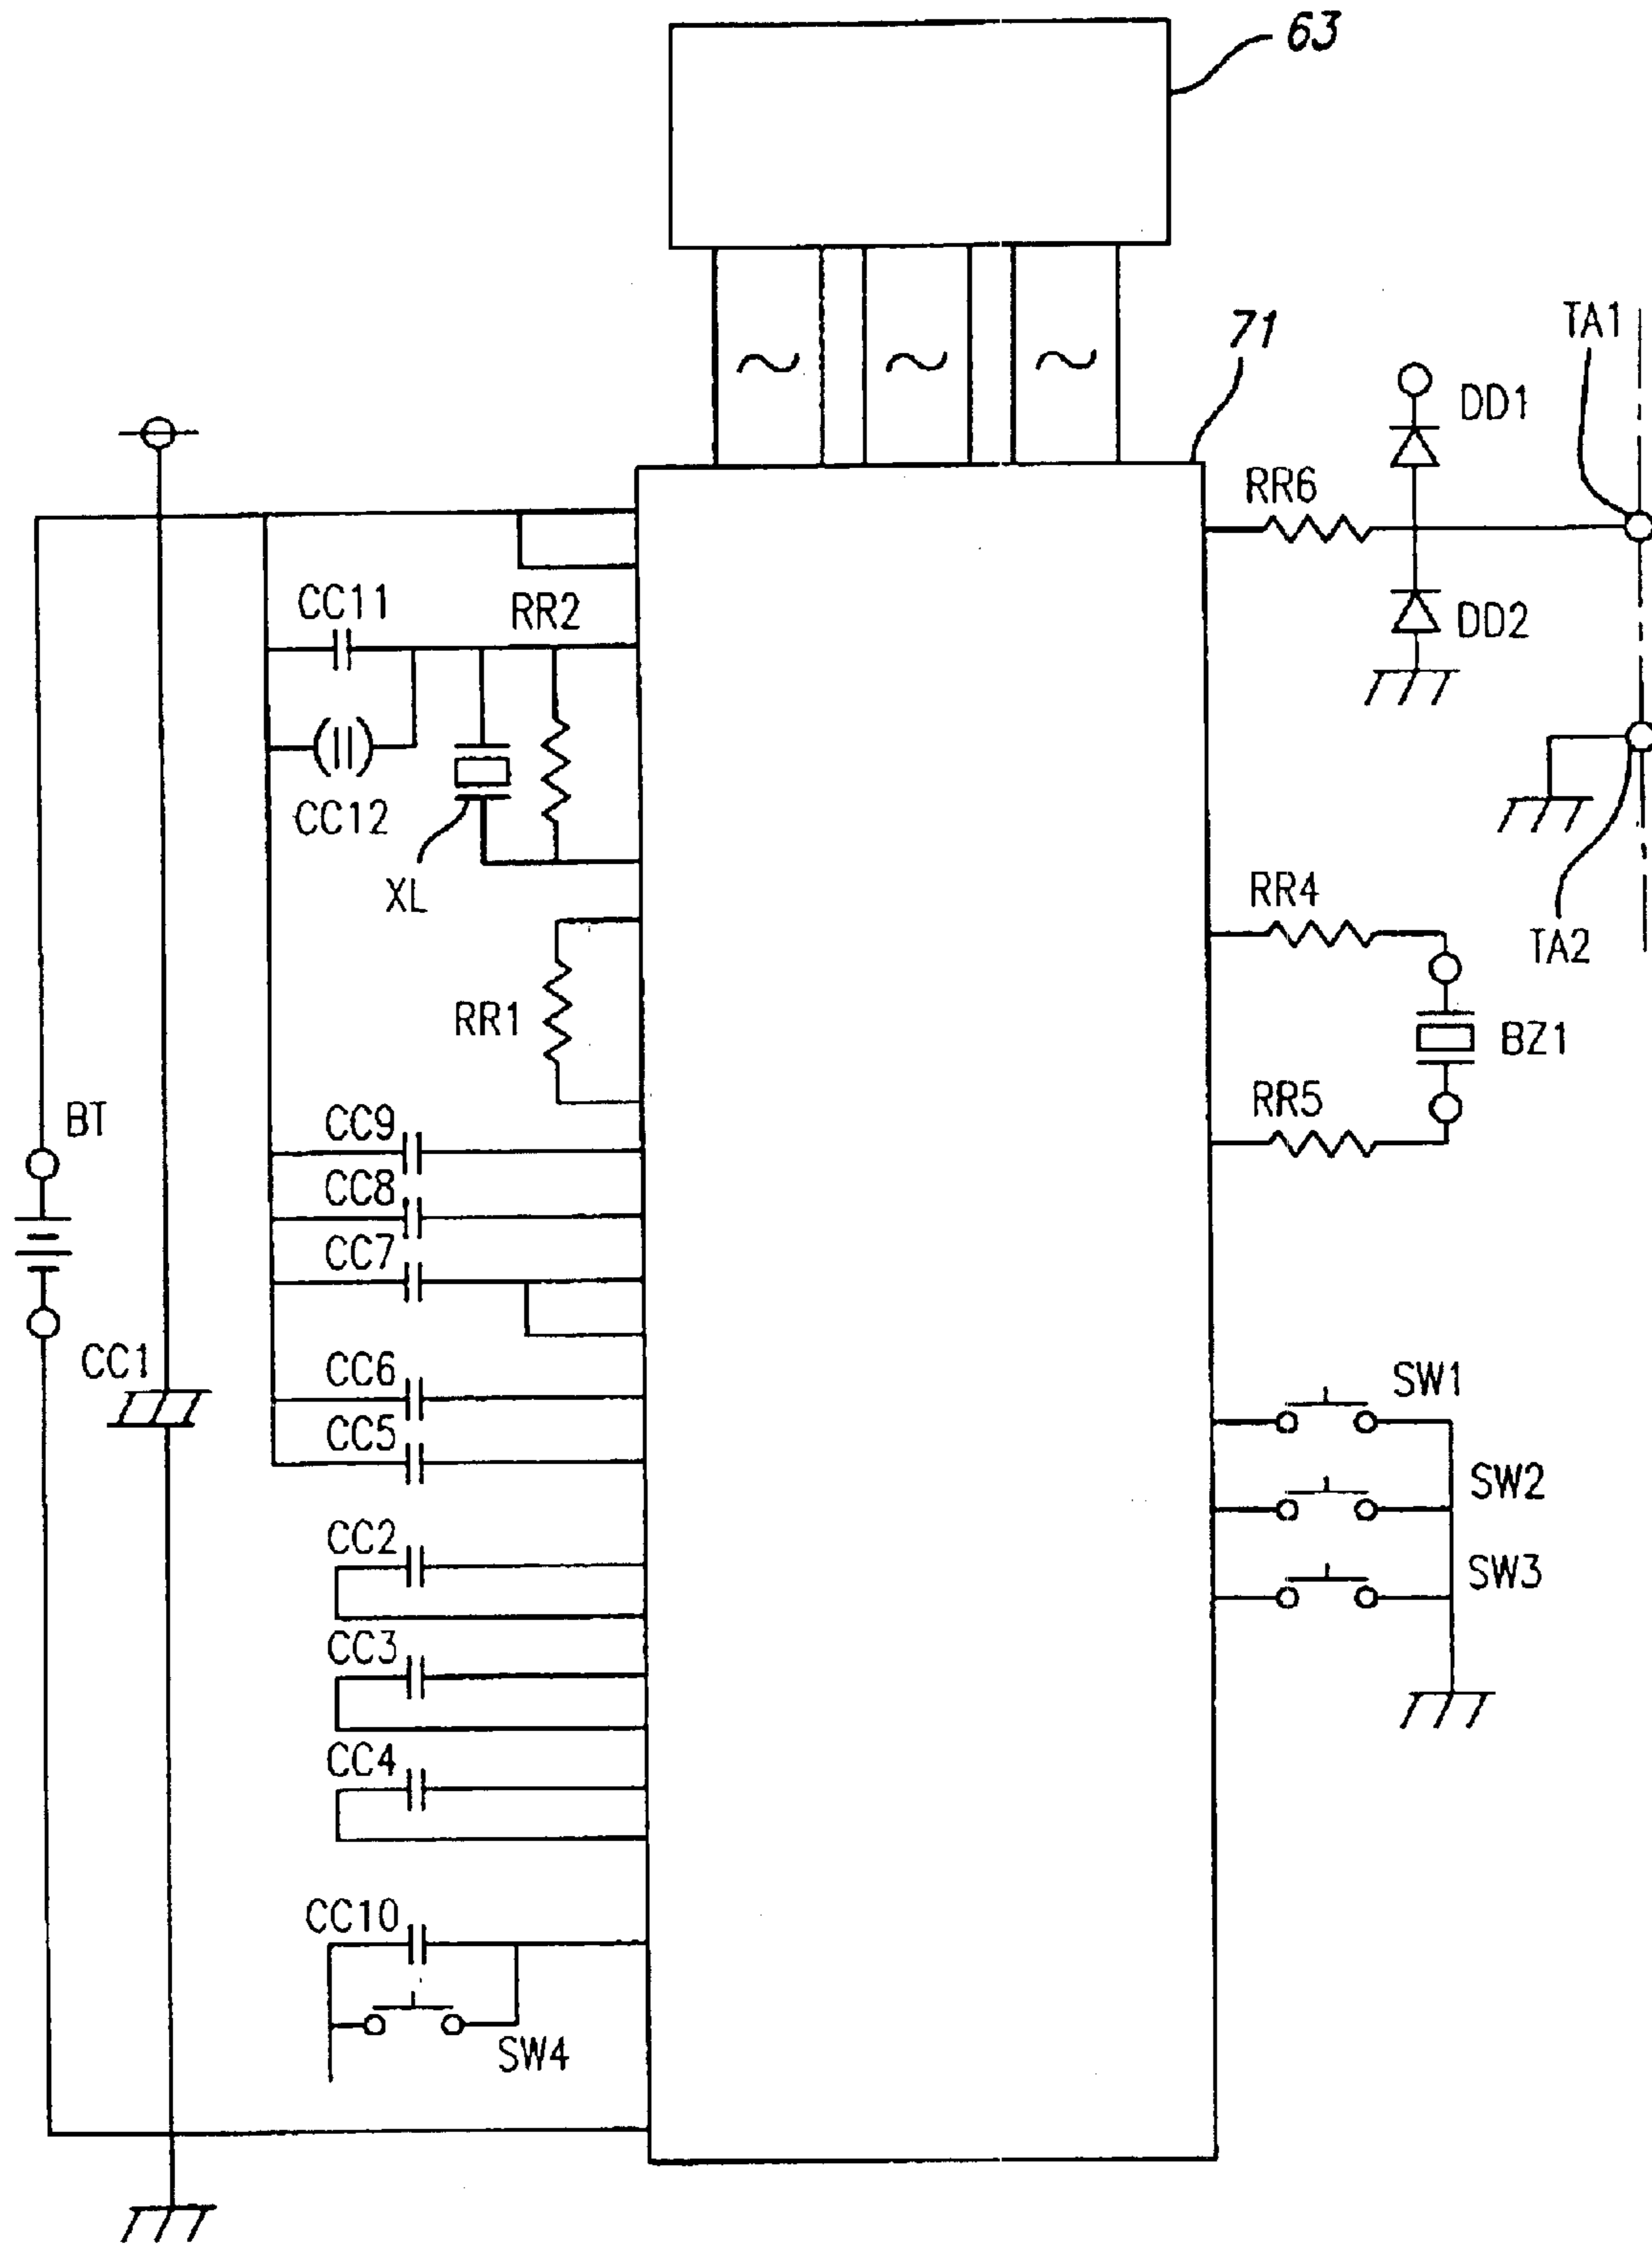 63
71
TA1
DD1
RR6
CC11
RR2
DD2
CC12
XL
RR4
TA2
RR1
BZ1
BT
CC9
RR5
CC8
CC7
CC1
CC6
SW1
CC5
SW2
CC2
SW3
CC3
CC4
CC10
SW4